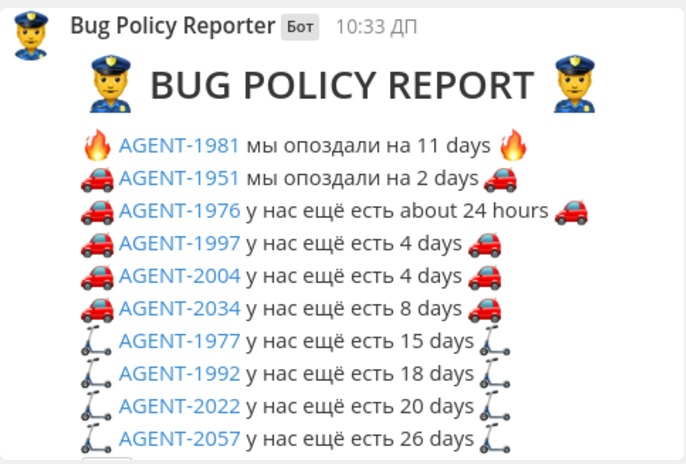 Bug Policy Reporter Бот 10:33 ДП
BUG POLICY REPORT
AGENT-1981 мы опоздали на 11 days
AGENT-1951 мы опоздали на 2 days
AGENT-1976 у нас ещё есть about 24 hours
AGENT-1997 у нас ещё есть 4 days
AGENT-2004 у нас ещё есть 4 days
AGENT-2034 у нас ещё есть 8 days
AGENT-1977 у нас ещё есть 15 days
AGENT-1992 у нас ещё есть 18 days
AGENT-2022 у нас ещё есть 20 days
AGENT-2057 у нас ещё есть 26 days